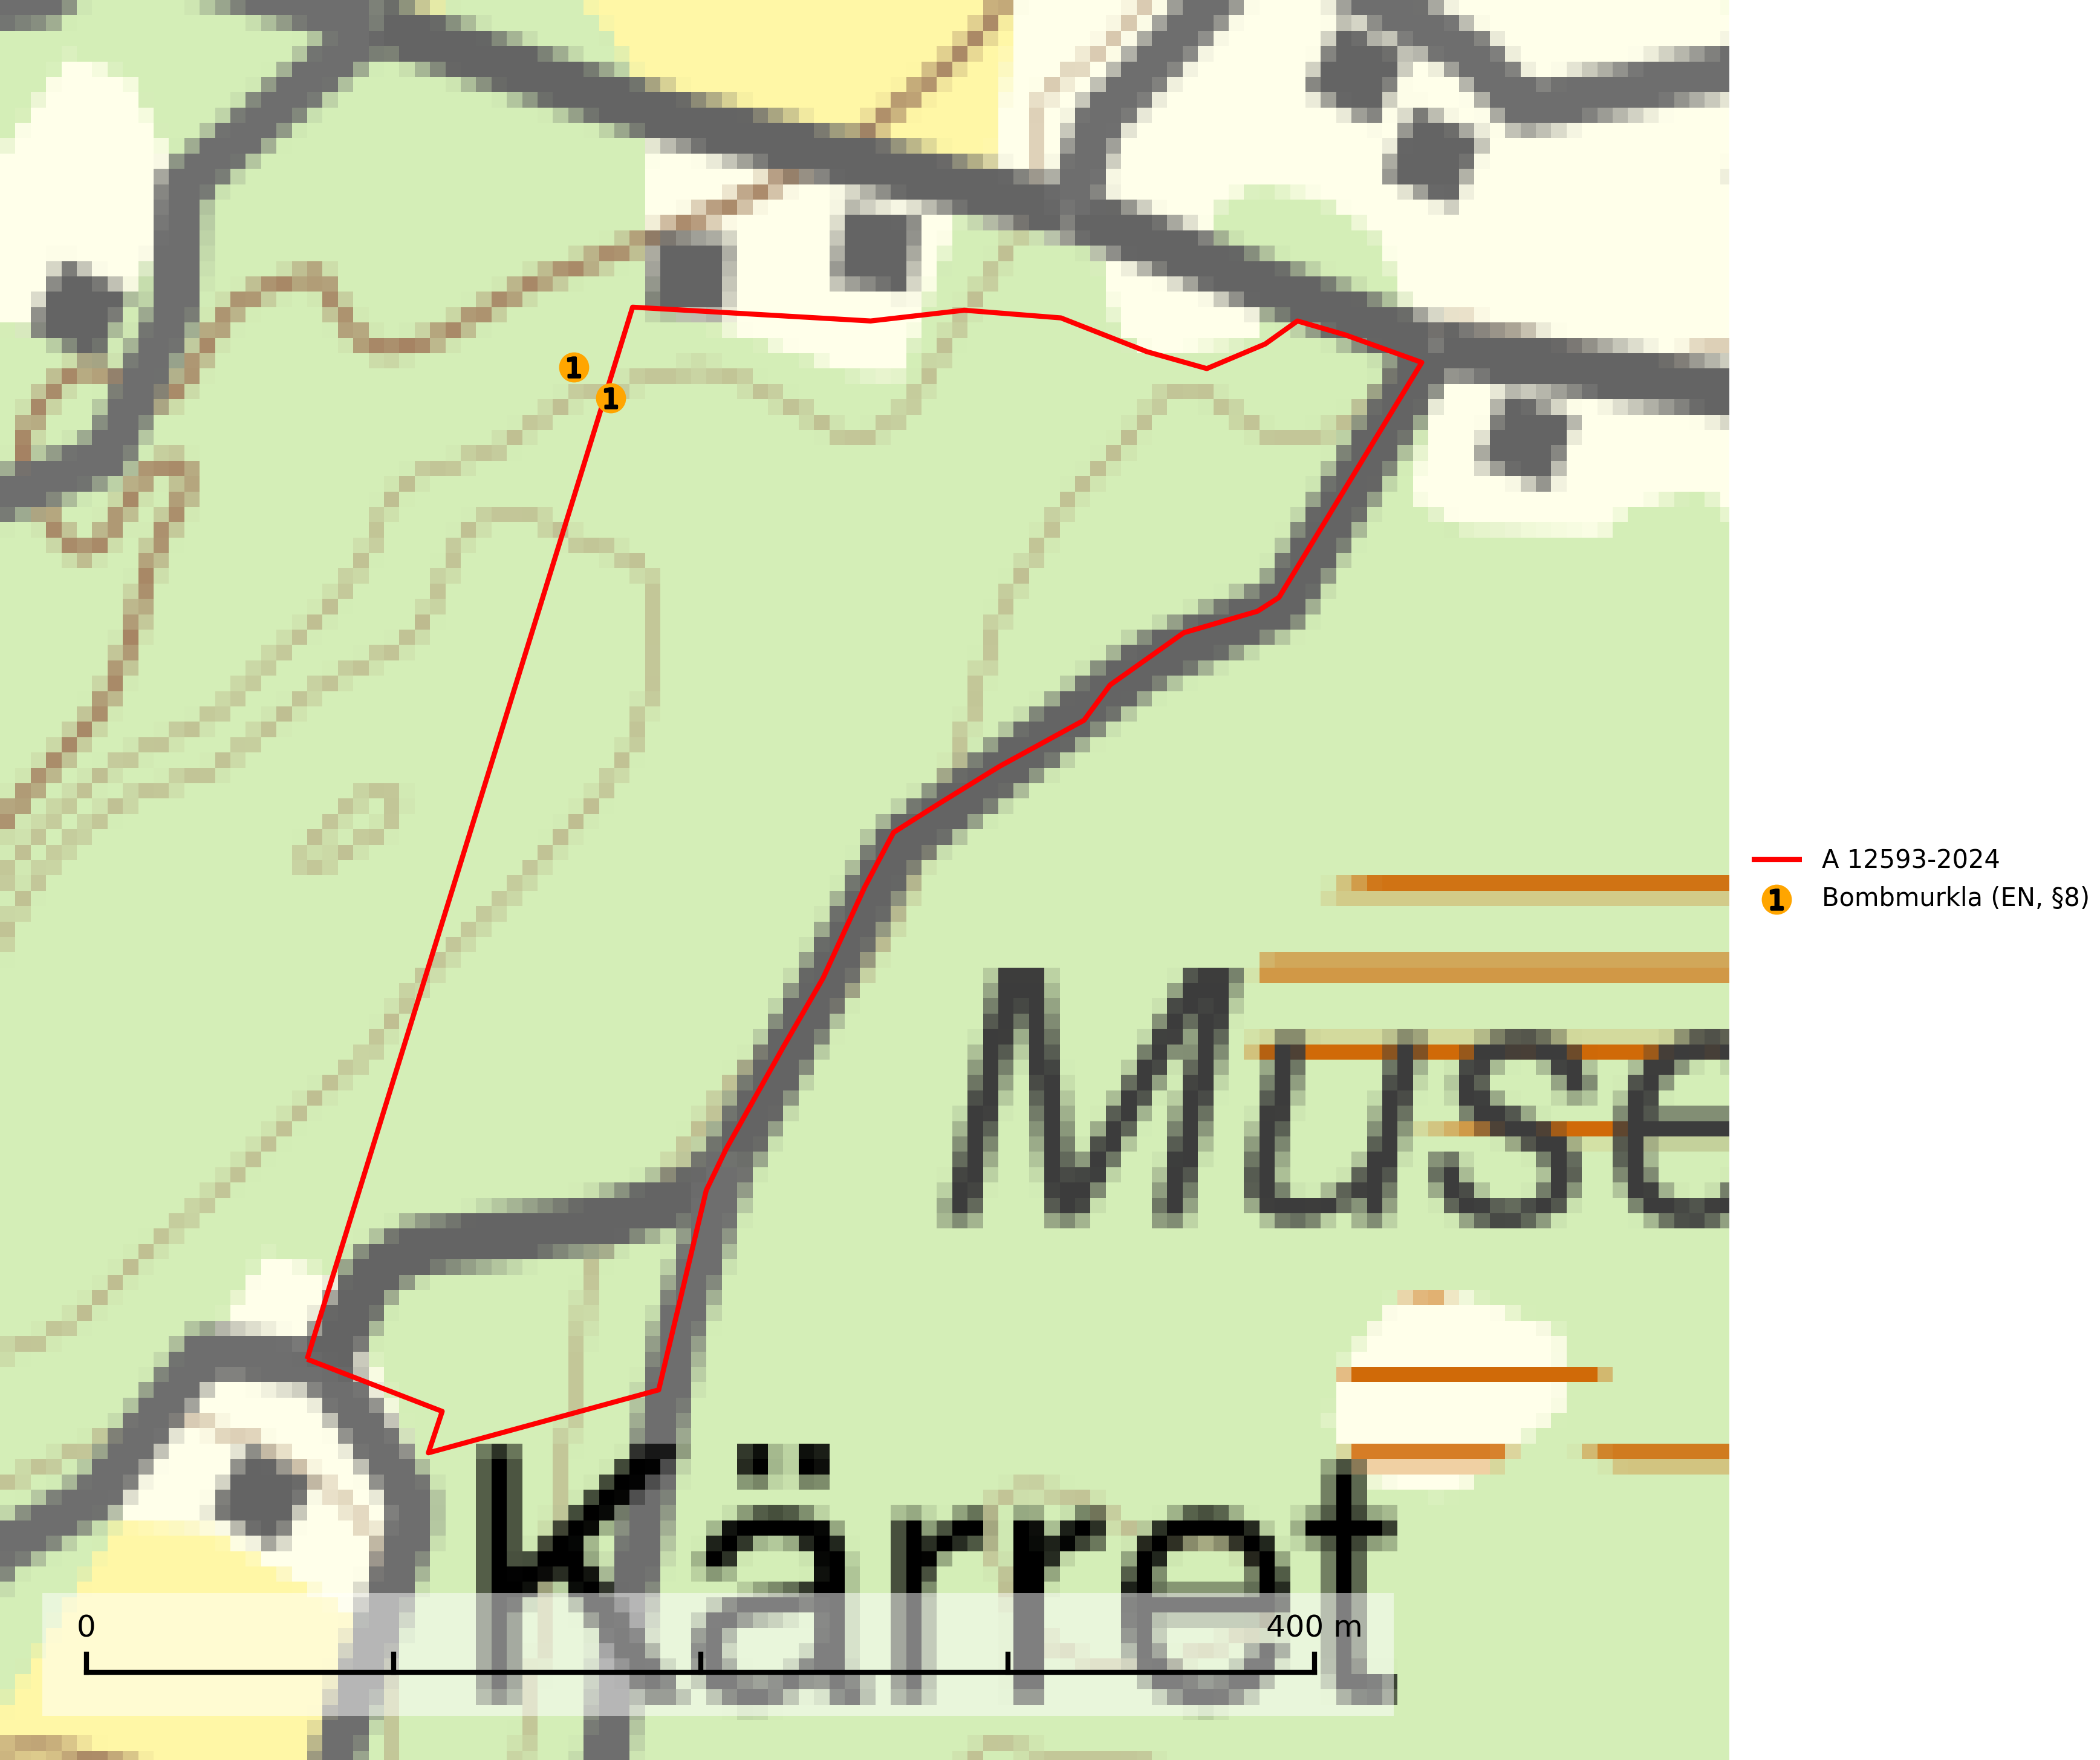 1
1
A 12593-2024
1 Bombmurkla (EN, §8)
Muse
Kärret
0 400 m